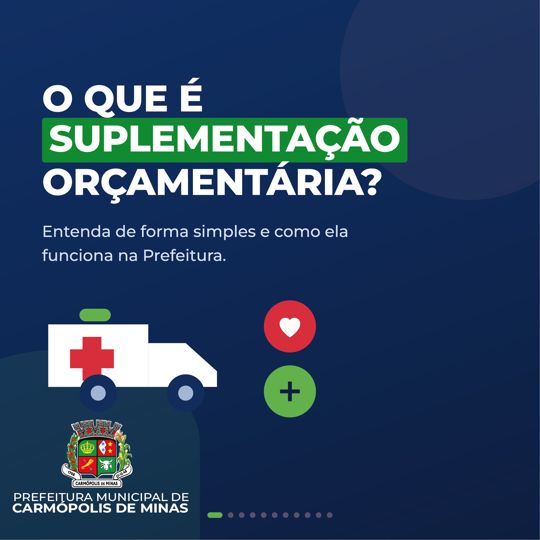 O QUE É
SUPLEMENTAÇÃO
ORÇAMENTÁRIA?
Entenda de forma simples e como ela
funciona na Prefeitura.
CARMÓPOLIS DE MINAS
PREFEITURA MUNICIPAL DE
CARMÓPOLIS DE MINAS